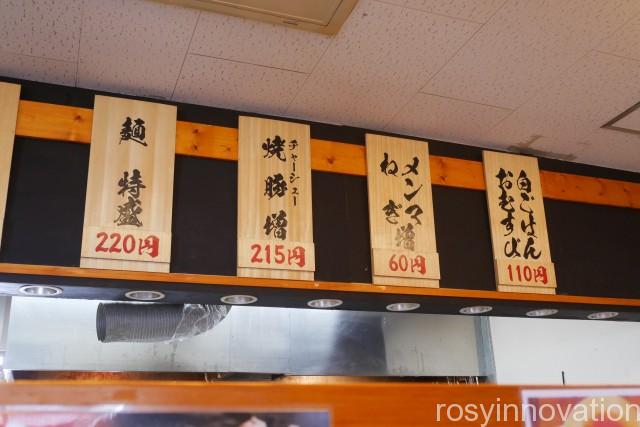 麺 特盛
220円
焼豚増
チャーシュー
215円
メンマ増
ねぎ
60円
白ごはん
おむすび
110円
rosyinnovation